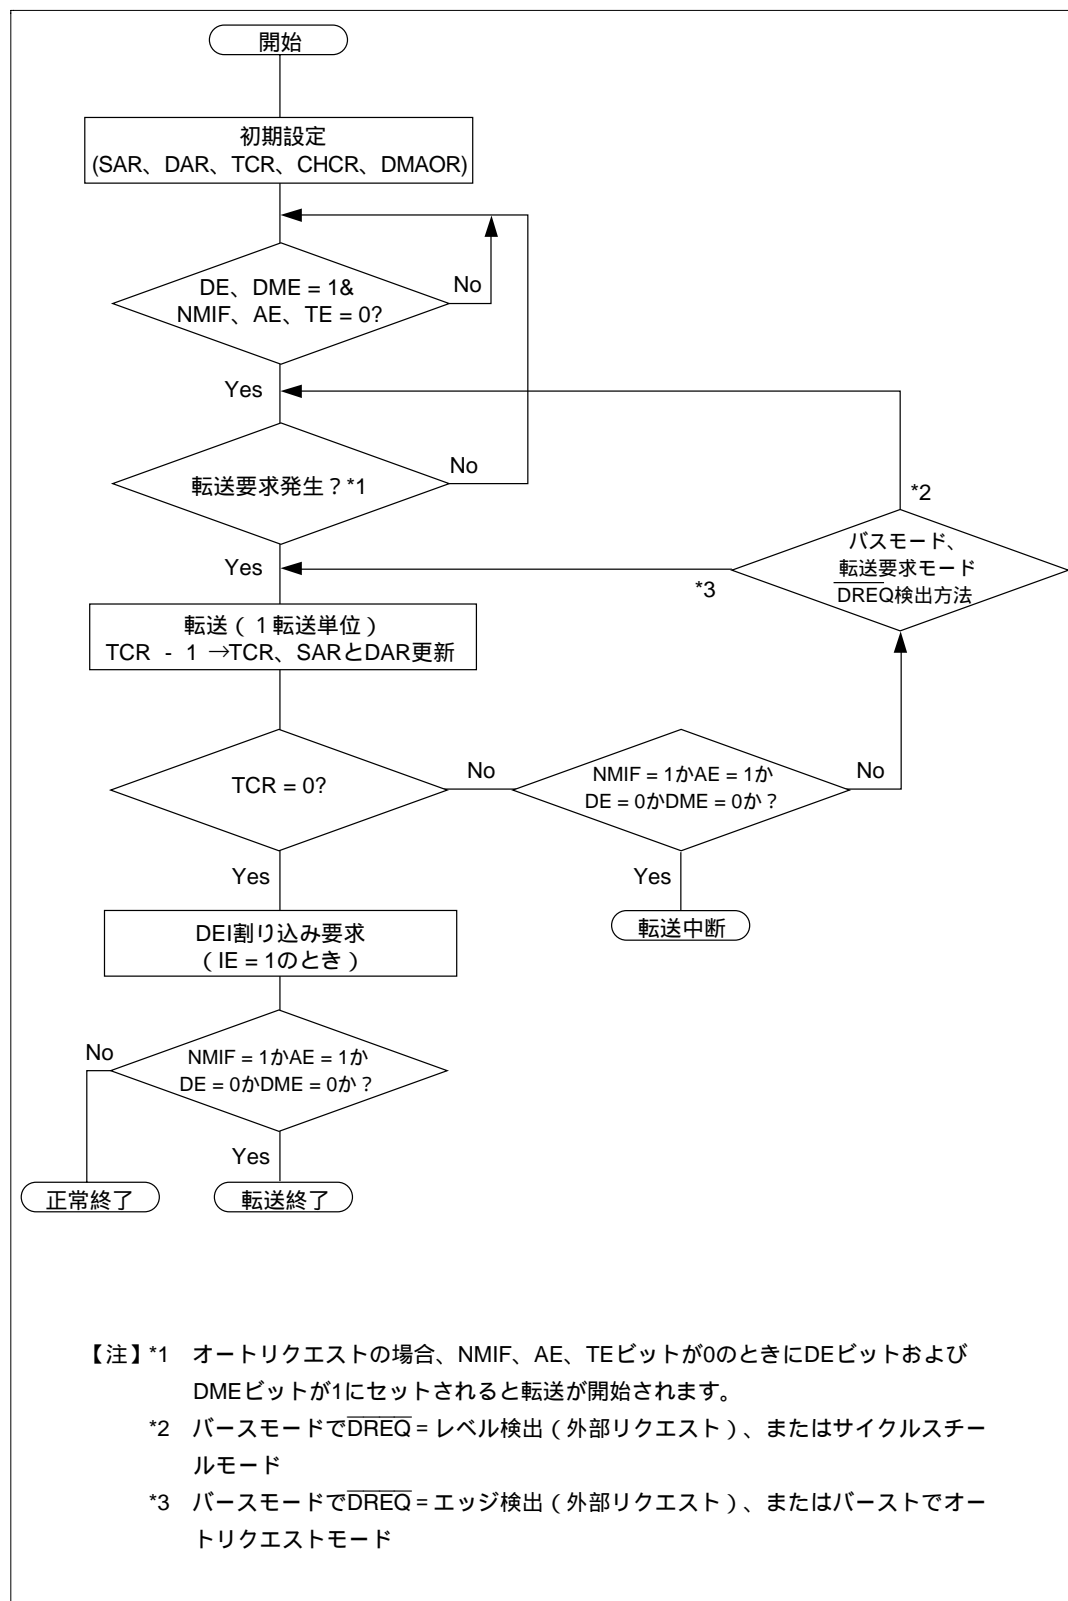 開始
初期設定
(SAR、DAR、TCR、CHCR、DMAOR)
DE、DME = 1&
NMIF、AE、TE = 0?
No
Yes
転送要求発生？*1
No
*2
バスモード、
転送要求モード
DREQ検出方法
*3
Yes
転送（１転送単位）
TCR - 1 →TCR、SARとDAR更新
TCR = 0?
No
NMIF = 1かAE = 1か
DE = 0かDME = 0か？
No
Yes
Yes
転送中断
DEI割り込み要求
（IE = 1のとき）
No
NMIF = 1かAE = 1か
DE = 0かDME = 0か？
Yes
正常終了
転送終了
【注】*1 オートリクエストの場合、NMIF、AE、TEビットが0のときにDEビットおよび
DMEビットが1にセットされると転送が開始されます。
*2 バースモードでDREQ = レベル検出（外部リクエスト）、またはサイクルスチー
ルモード
*3 バースモードでDREQ = エッジ検出（外部リクエスト）、またはバーストでオー
トリクエストモード